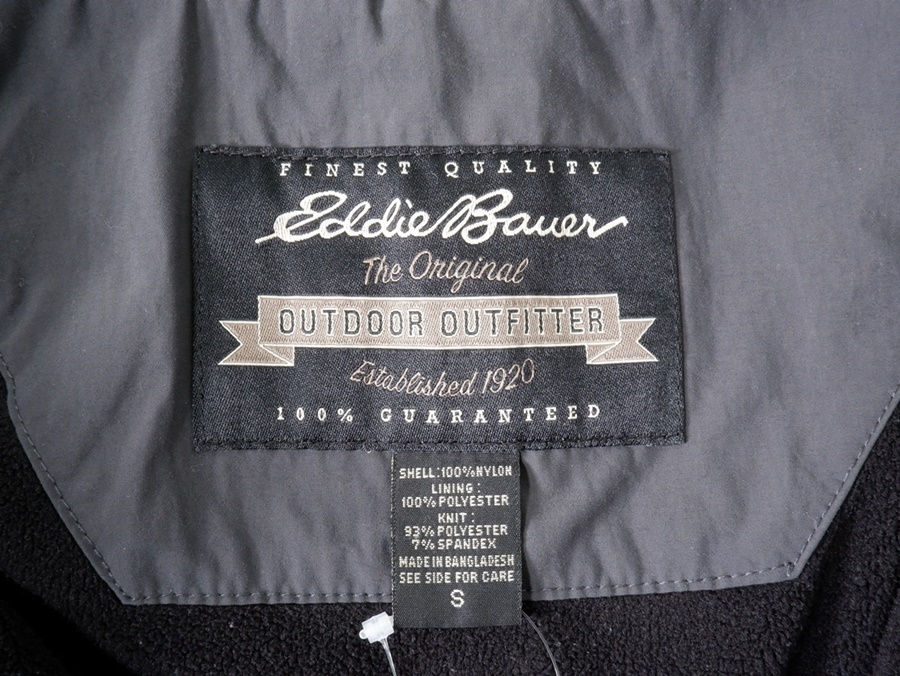 FINEST QUALITY
Eddie Bauer
The Original
OUTDOOR OUTFITTER
Established 1920
100% GUARANTEED
SHELL:100%NYLON
LINING:
100%POLYESTER
KNIT:
93%POLYESTER
7%SPANDEX
MADE IN BANGLADESH
SEE SIDE FOR CARE
S